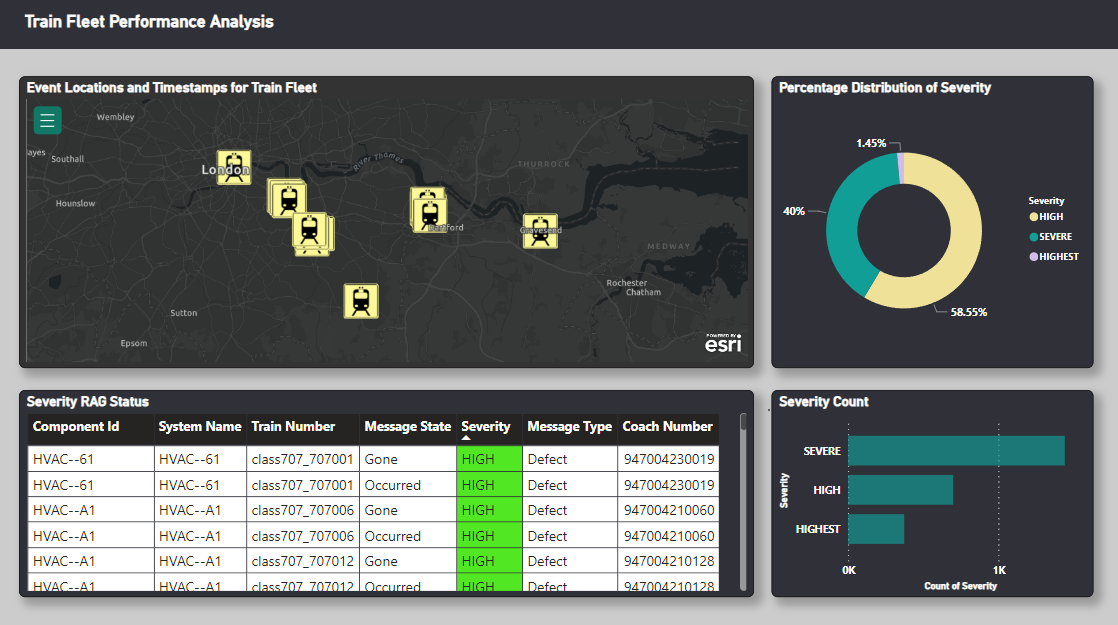 Train Fleet Performance Analysis
Event Locations and Timestamps for Train Fleet
Wembley
ayes
Southall
London
River Thames
THURROCK
Hounslow
Dartford
Gravesend
MEDWAY
Rochester
Chatham
Sutton
Epsom
POWERED BY
esri
Percentage Distribution of Severity
1.45%
40%
58.55%
Severity
HIGH
SEVERE
HIGHEST
Severity RAG Status
Component Id System Name Train Number Message State Severity Message Type Coach Number
HVAC--61 HVAC--61 class707_707001 Gone HIGH Defect 947004230019
HVAC--61 HVAC--61 class707_707001 Occurred HIGH Defect 947004230019
HVAC--A1 HVAC--A1 class707_707006 Gone HIGH Defect 947004210060
HVAC--A1 HVAC--A1 class707_707006 Occurred HIGH Defect 947004210060
HVAC--A1 HVAC--A1 class707_707012 Gone HIGH Defect 947004210128
HVAC--A1 HVAC--A1 class707_707012 Occurred HIGH Defect 947004210128
Severity Count
Severity
SEVERE
HIGH
HIGHEST
0K 1K
Count of Severity